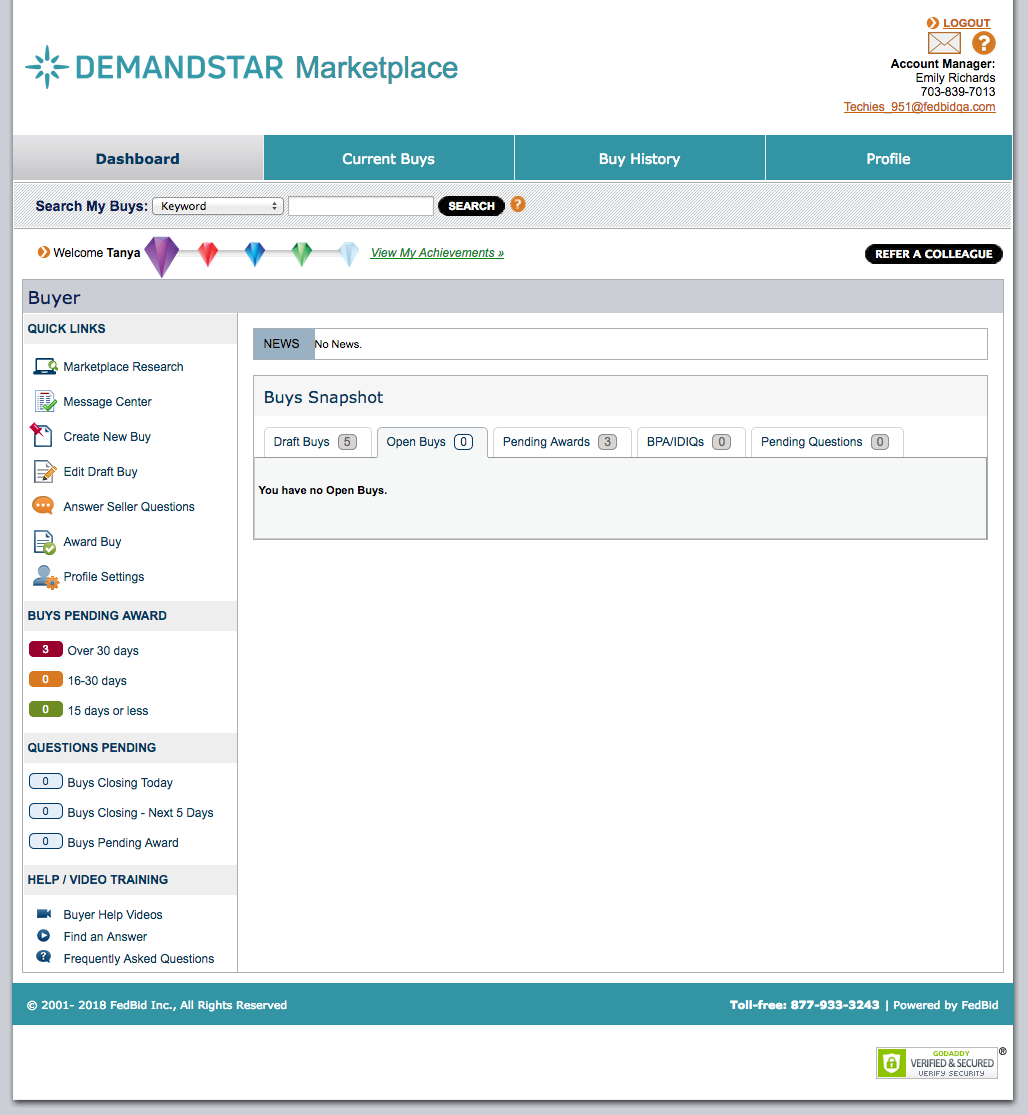 LOGOUT
?
DEMANDSTAR Marketplace
Account Manager:
Emily Richards
703-839-7013
Techies_951@fedbidqa.com
Dashboard
Current Buys
Buy History
Profile
Search My Buys: Keyword SEARCH ?
Welcome Tanya View My Achievements » REFER A COLLEAGUE
Buyer
QUICK LINKS
Marketplace Research
Message Center
Create New Buy
Edit Draft Buy
Answer Seller Questions
Award Buy
Profile Settings
BUYS PENDING AWARD
3 Over 30 days
0 16-30 days
0 15 days or less
QUESTIONS PENDING
0 Buys Closing Today
0 Buys Closing - Next 5 Days
0 Buys Pending Award
HELP / VIDEO TRAINING
Buyer Help Videos
Find an Answer
? Frequently Asked Questions
NEWS No News.
Buys Snapshot
Draft Buys 5 Open Buys 0 Pending Awards 3 BPA/IDIQs 0 Pending Questions 0
You have no Open Buys.
© 2001- 2018 FedBid Inc., All Rights Reserved
Toll-free: 877-933-3243 | Powered by FedBid
GODADDY ®
VERIFIED & SECURED
VERIFY SECURITY